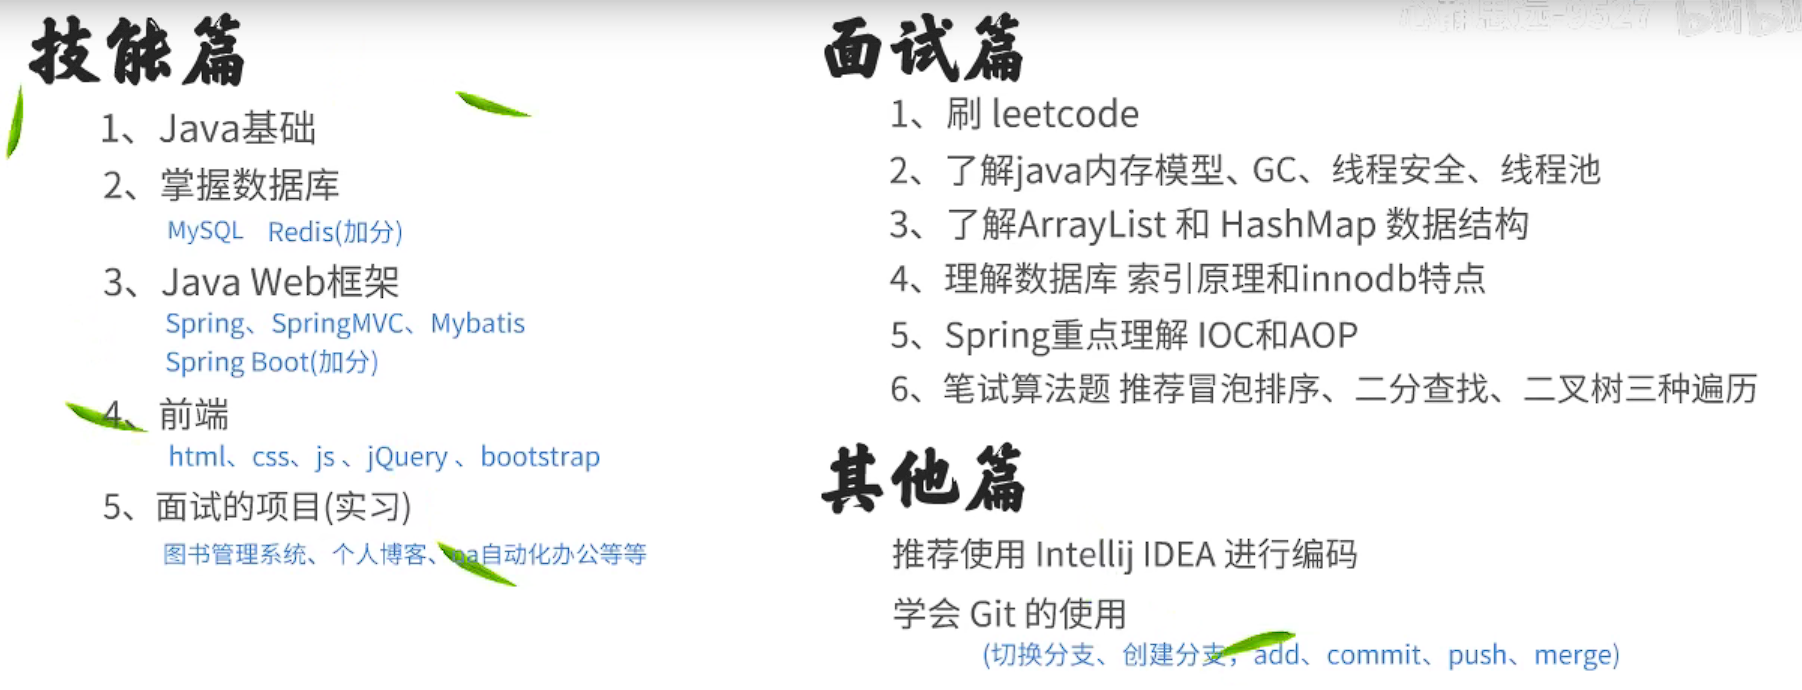 技能篇
1、Java基础
2、掌握数据库
MySQL Redis(加分)
3、Java Web框架
Spring、SpringMVC、Mybatis
Spring Boot(加分)
4、前端
html、css、js 、jQuery 、bootstrap
5、面试的项目(实习)
图书管理系统、个人博客、oa自动化办公等等
面试篇
1、刷 leetcode
2、了解java内存模型、GC、线程安全、线程池
3、了解ArrayList 和 HashMap 数据结构
4、理解数据库 索引原理和innodb特点
5、Spring重点理解 IOC和AOP
6、笔试算法题 推荐冒泡排序、二分查找、二叉树三种遍历
其他篇
推荐使用 Intellij IDEA 进行编码
学会 Git 的使用
(切换分支、创建分支，add、commit、push、merge)